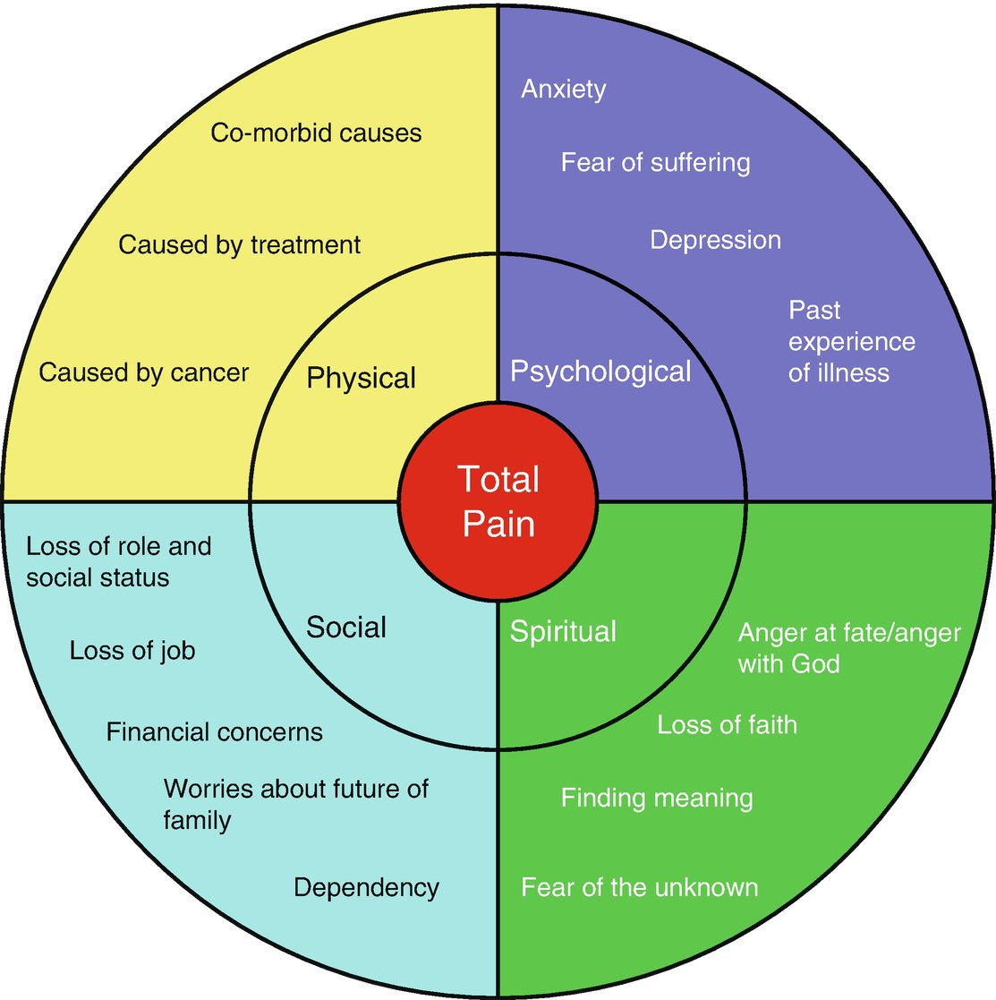 Co-morbid causes
Caused by treatment
Caused by cancer
Physical
Anxiety
Fear of suffering
Depression
Past
experience
of illness
Psychological
Total
Pain
Loss of role and
social status
Loss of job
Financial concerns
Worries about future of
family
Dependency
Social
Spiritual
Anger at fate/anger
with God
Loss of faith
Finding meaning
Fear of the unknown